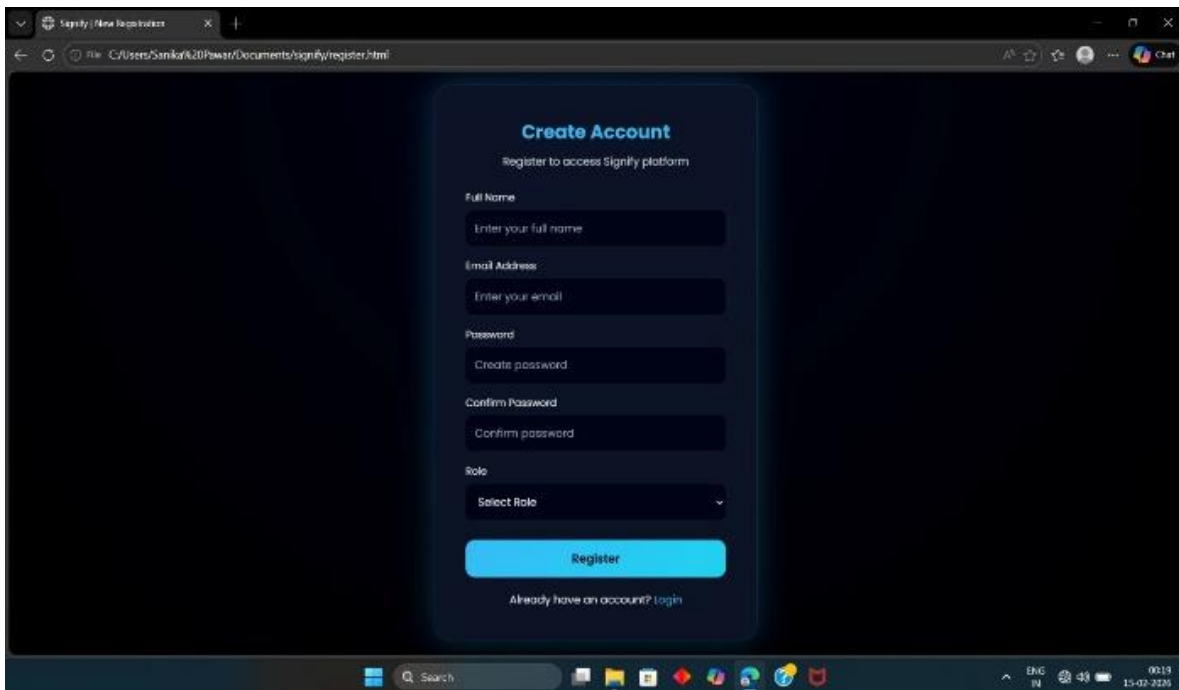 Signify | New Registration
File C:/Users/Sanika%20Pawar/Documents/signify/register.html
Chat
Create Account
Register to access Signify platform
Full Name
Enter your full name
Email Address
Enter your email
Password
Create password
Confirm Password
Confirm password
Role
Select Role
Register
Already have an account? Login
Search
ENG
IN
00:19
15-02-2026